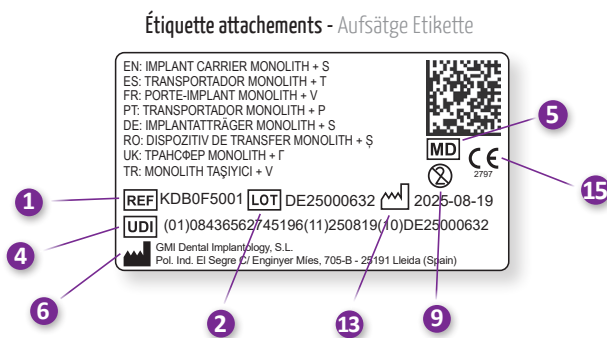 Étiquette attachements - Aufsätge Etikette
EN: IMPLANT CARRIER MONOLITH + S
ES: TRANSPORTADOR MONOLITH + T
FR: PORTE-IMPLANT MONOLITH + V
PT: TRANSPORTADOR MONOLITH + P
DE: IMPLANTATTRÄGER MONOLITH + S
RO: DISPOZITIV DE TRANSFER MONOLITH + Ș
UK: ТРАНСФЕР MONOLITH + Г
TR: MONOLITH TAŞIYICI + V
5
MD
CE
2797
2
15
1
REF KDB0F5001 LOT DE25000632 2025-08-19
4
UDI (01)08436562745196(11)250819(10)DE25000632
GMI Dental Implantology, S.L.
Pol. Ind. El Segre C/ Enginyer Míes, 705-B - 25191 Lleida (Spain)
6
2
13
9